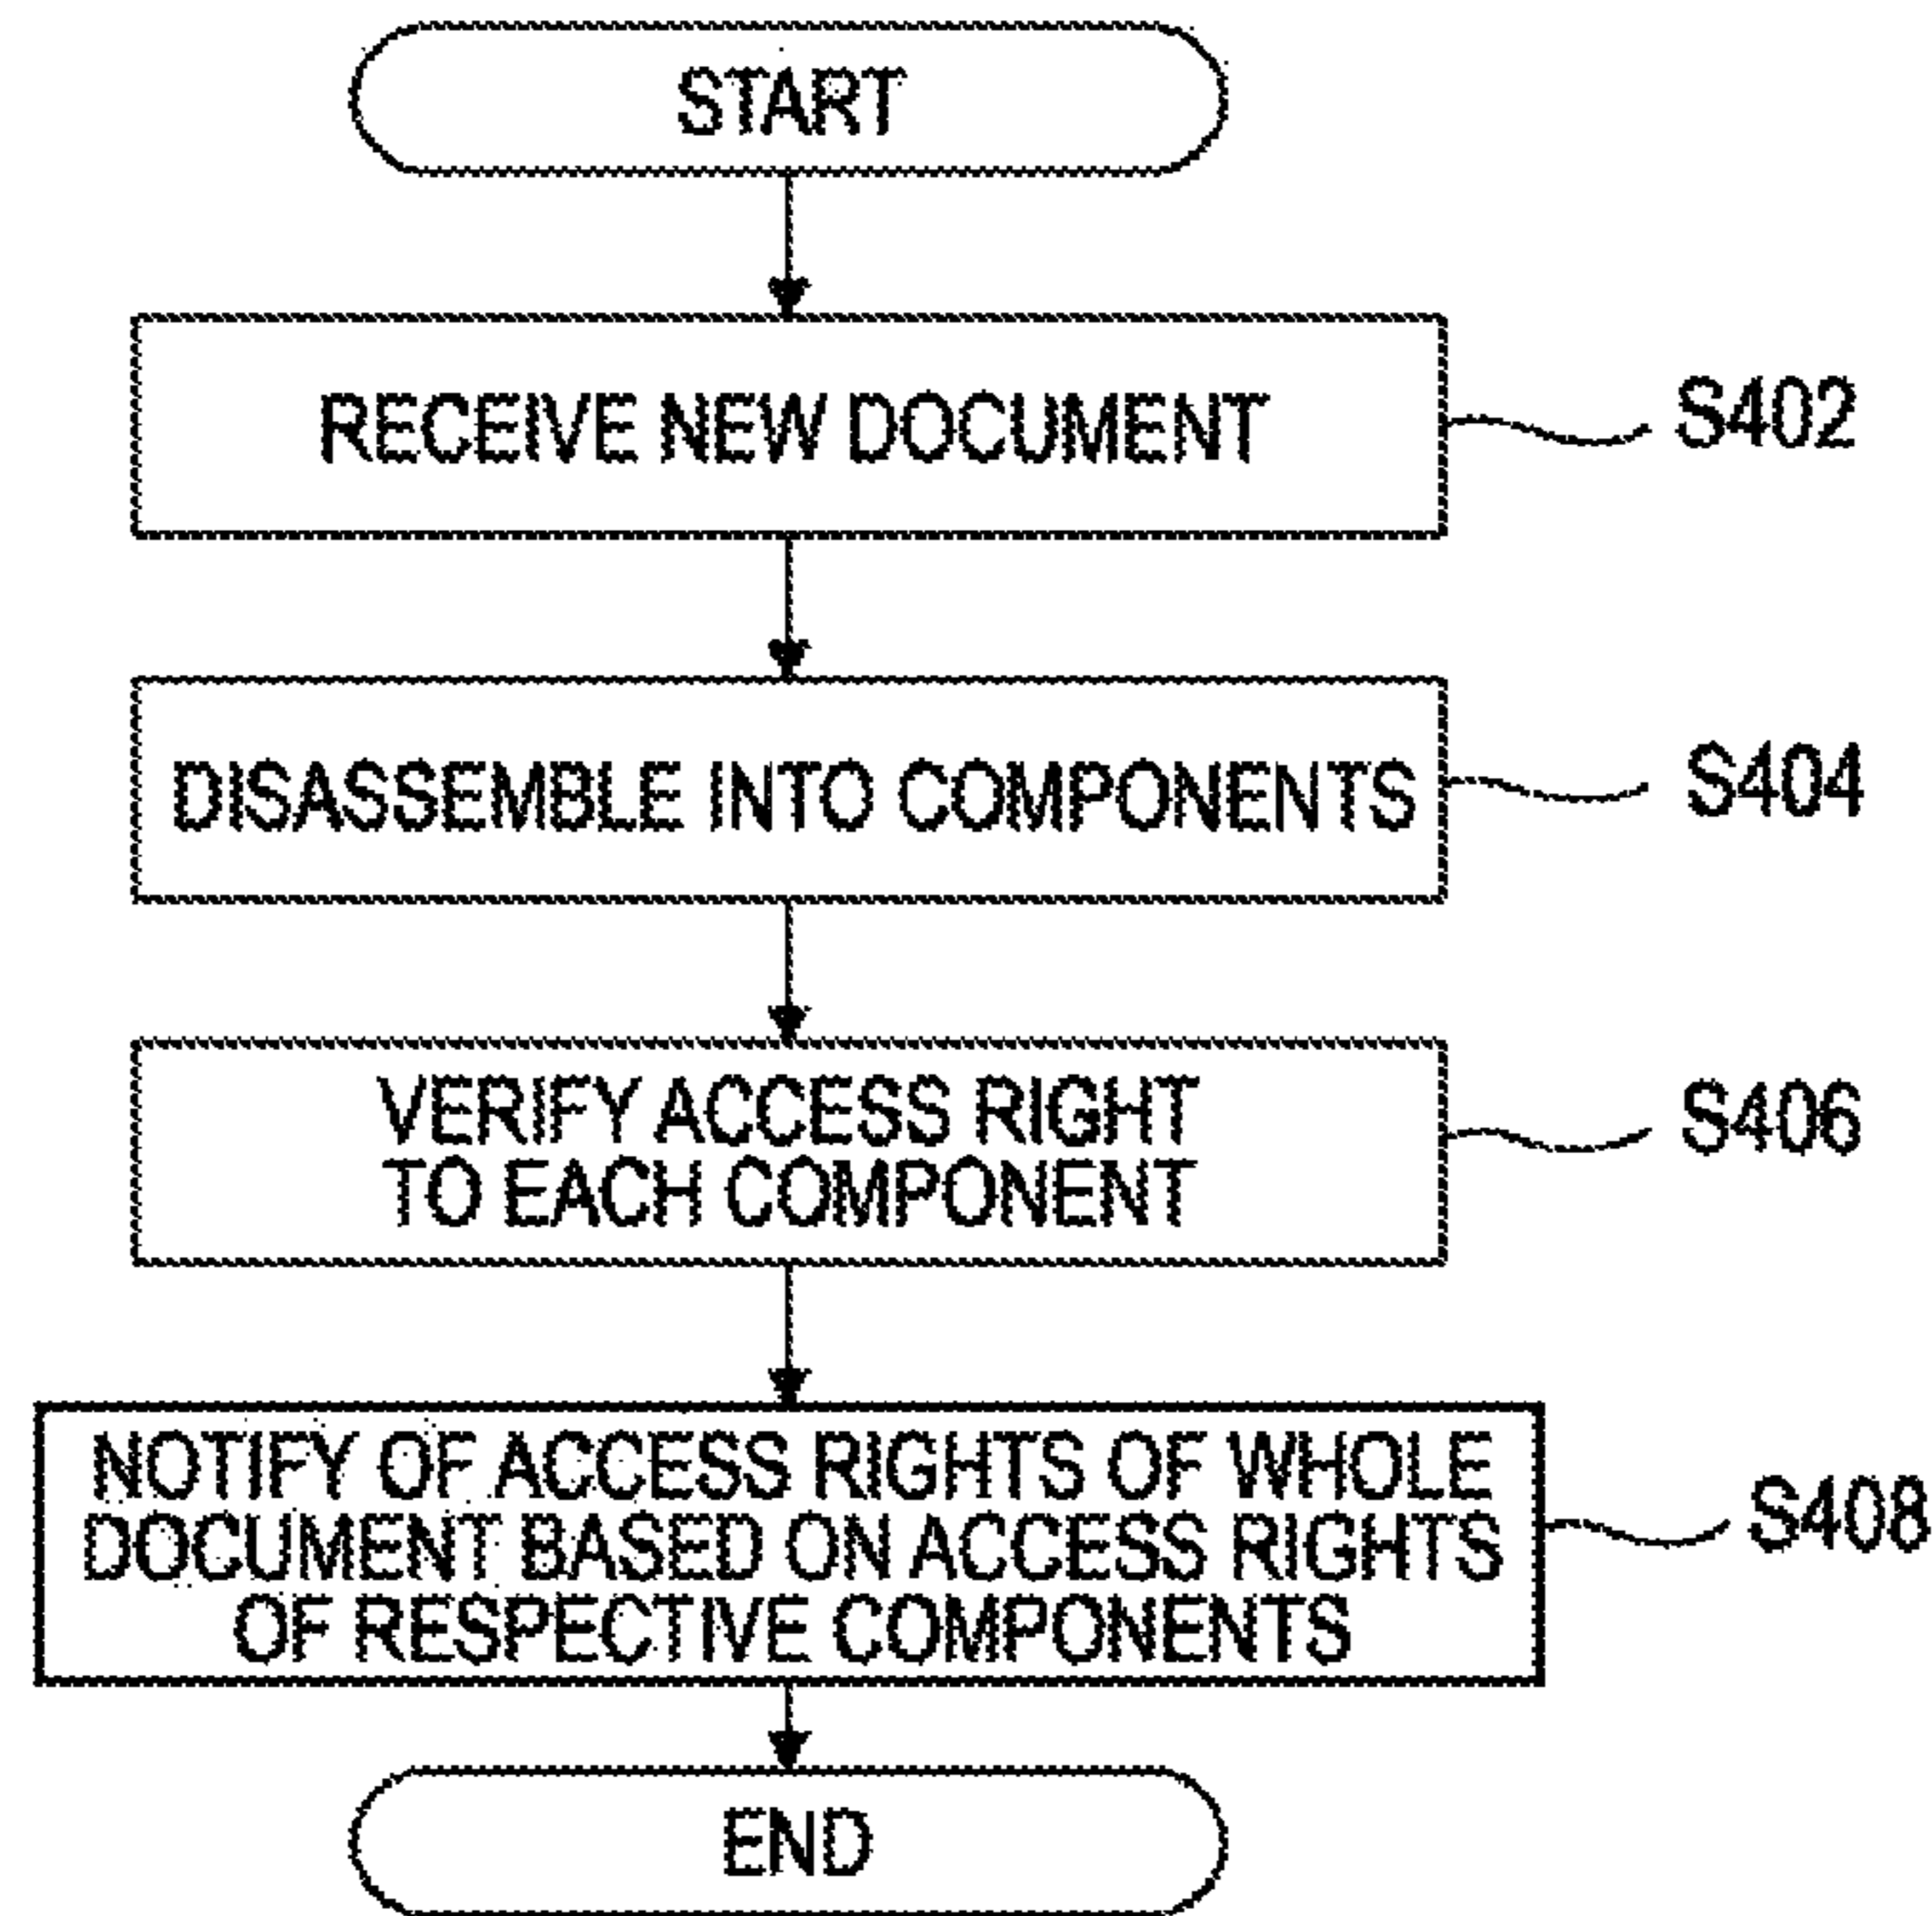 START
RECEIVE NEW DOCUMENT
S402
DISASSEMBLE INTO COMPONENTS
S404
VERIFY ACCESS RIGHT
TO EACH COMPONENT
S406
NOTIFY OF ACCESS RIGHTS OF WHOLE
DOCUMENT BASED ON ACCESS RIGHTS
OF RESPECTIVE COMPONENTS
S408
END